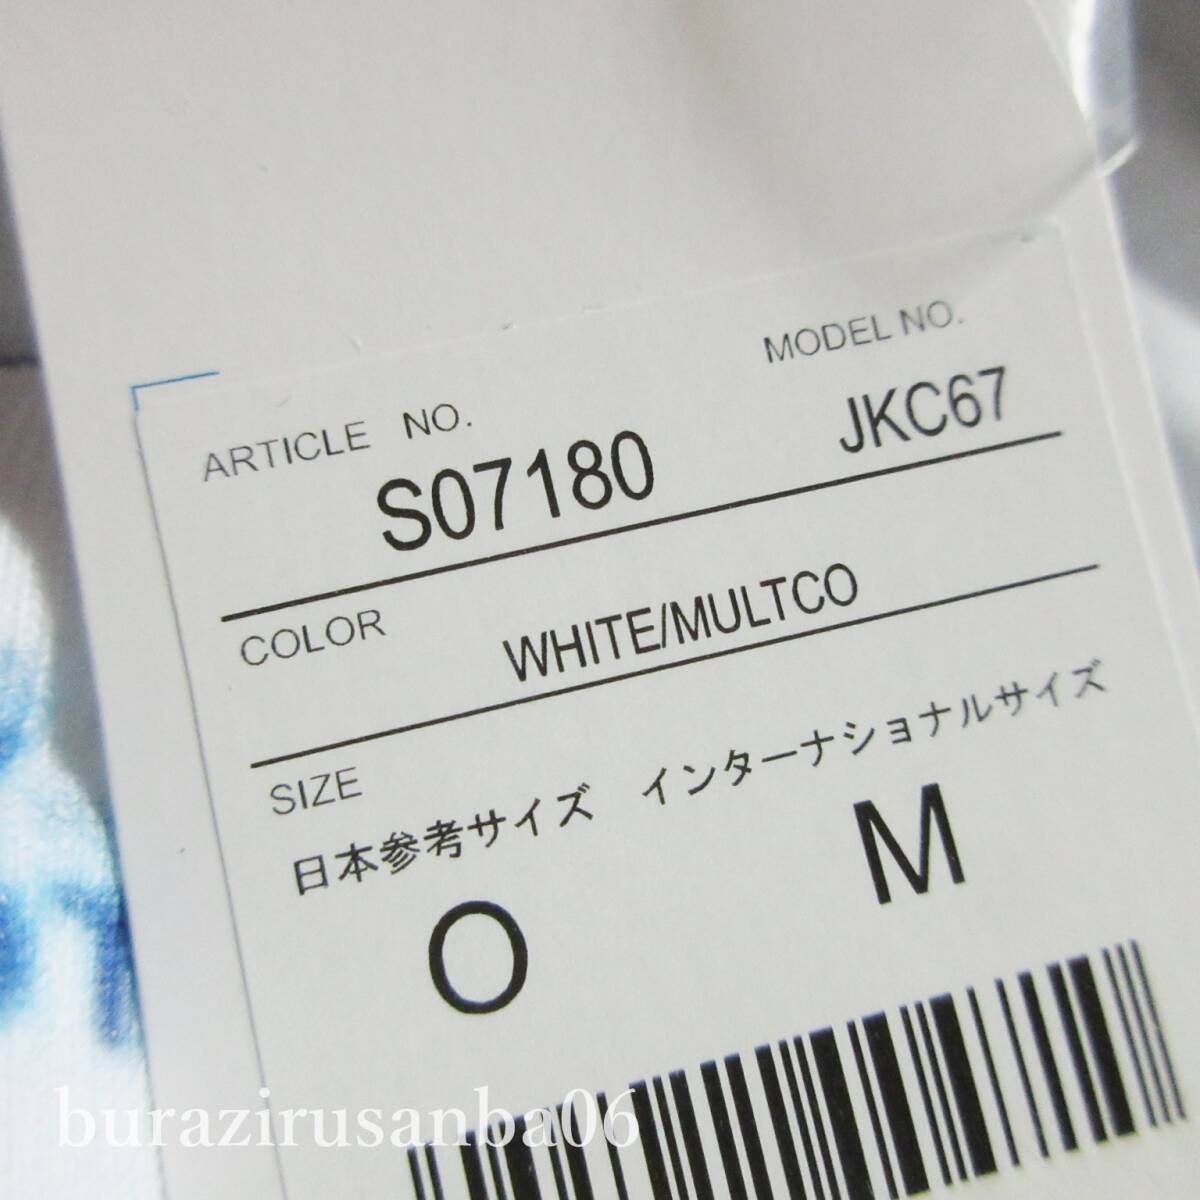 ARTICLE NO. MODEL NO.
S07180 JKC67
COLOR WHITE/MULTCO
SIZE
日本参考サイズ インターナショナルサイズ
O M
burazirusanba06